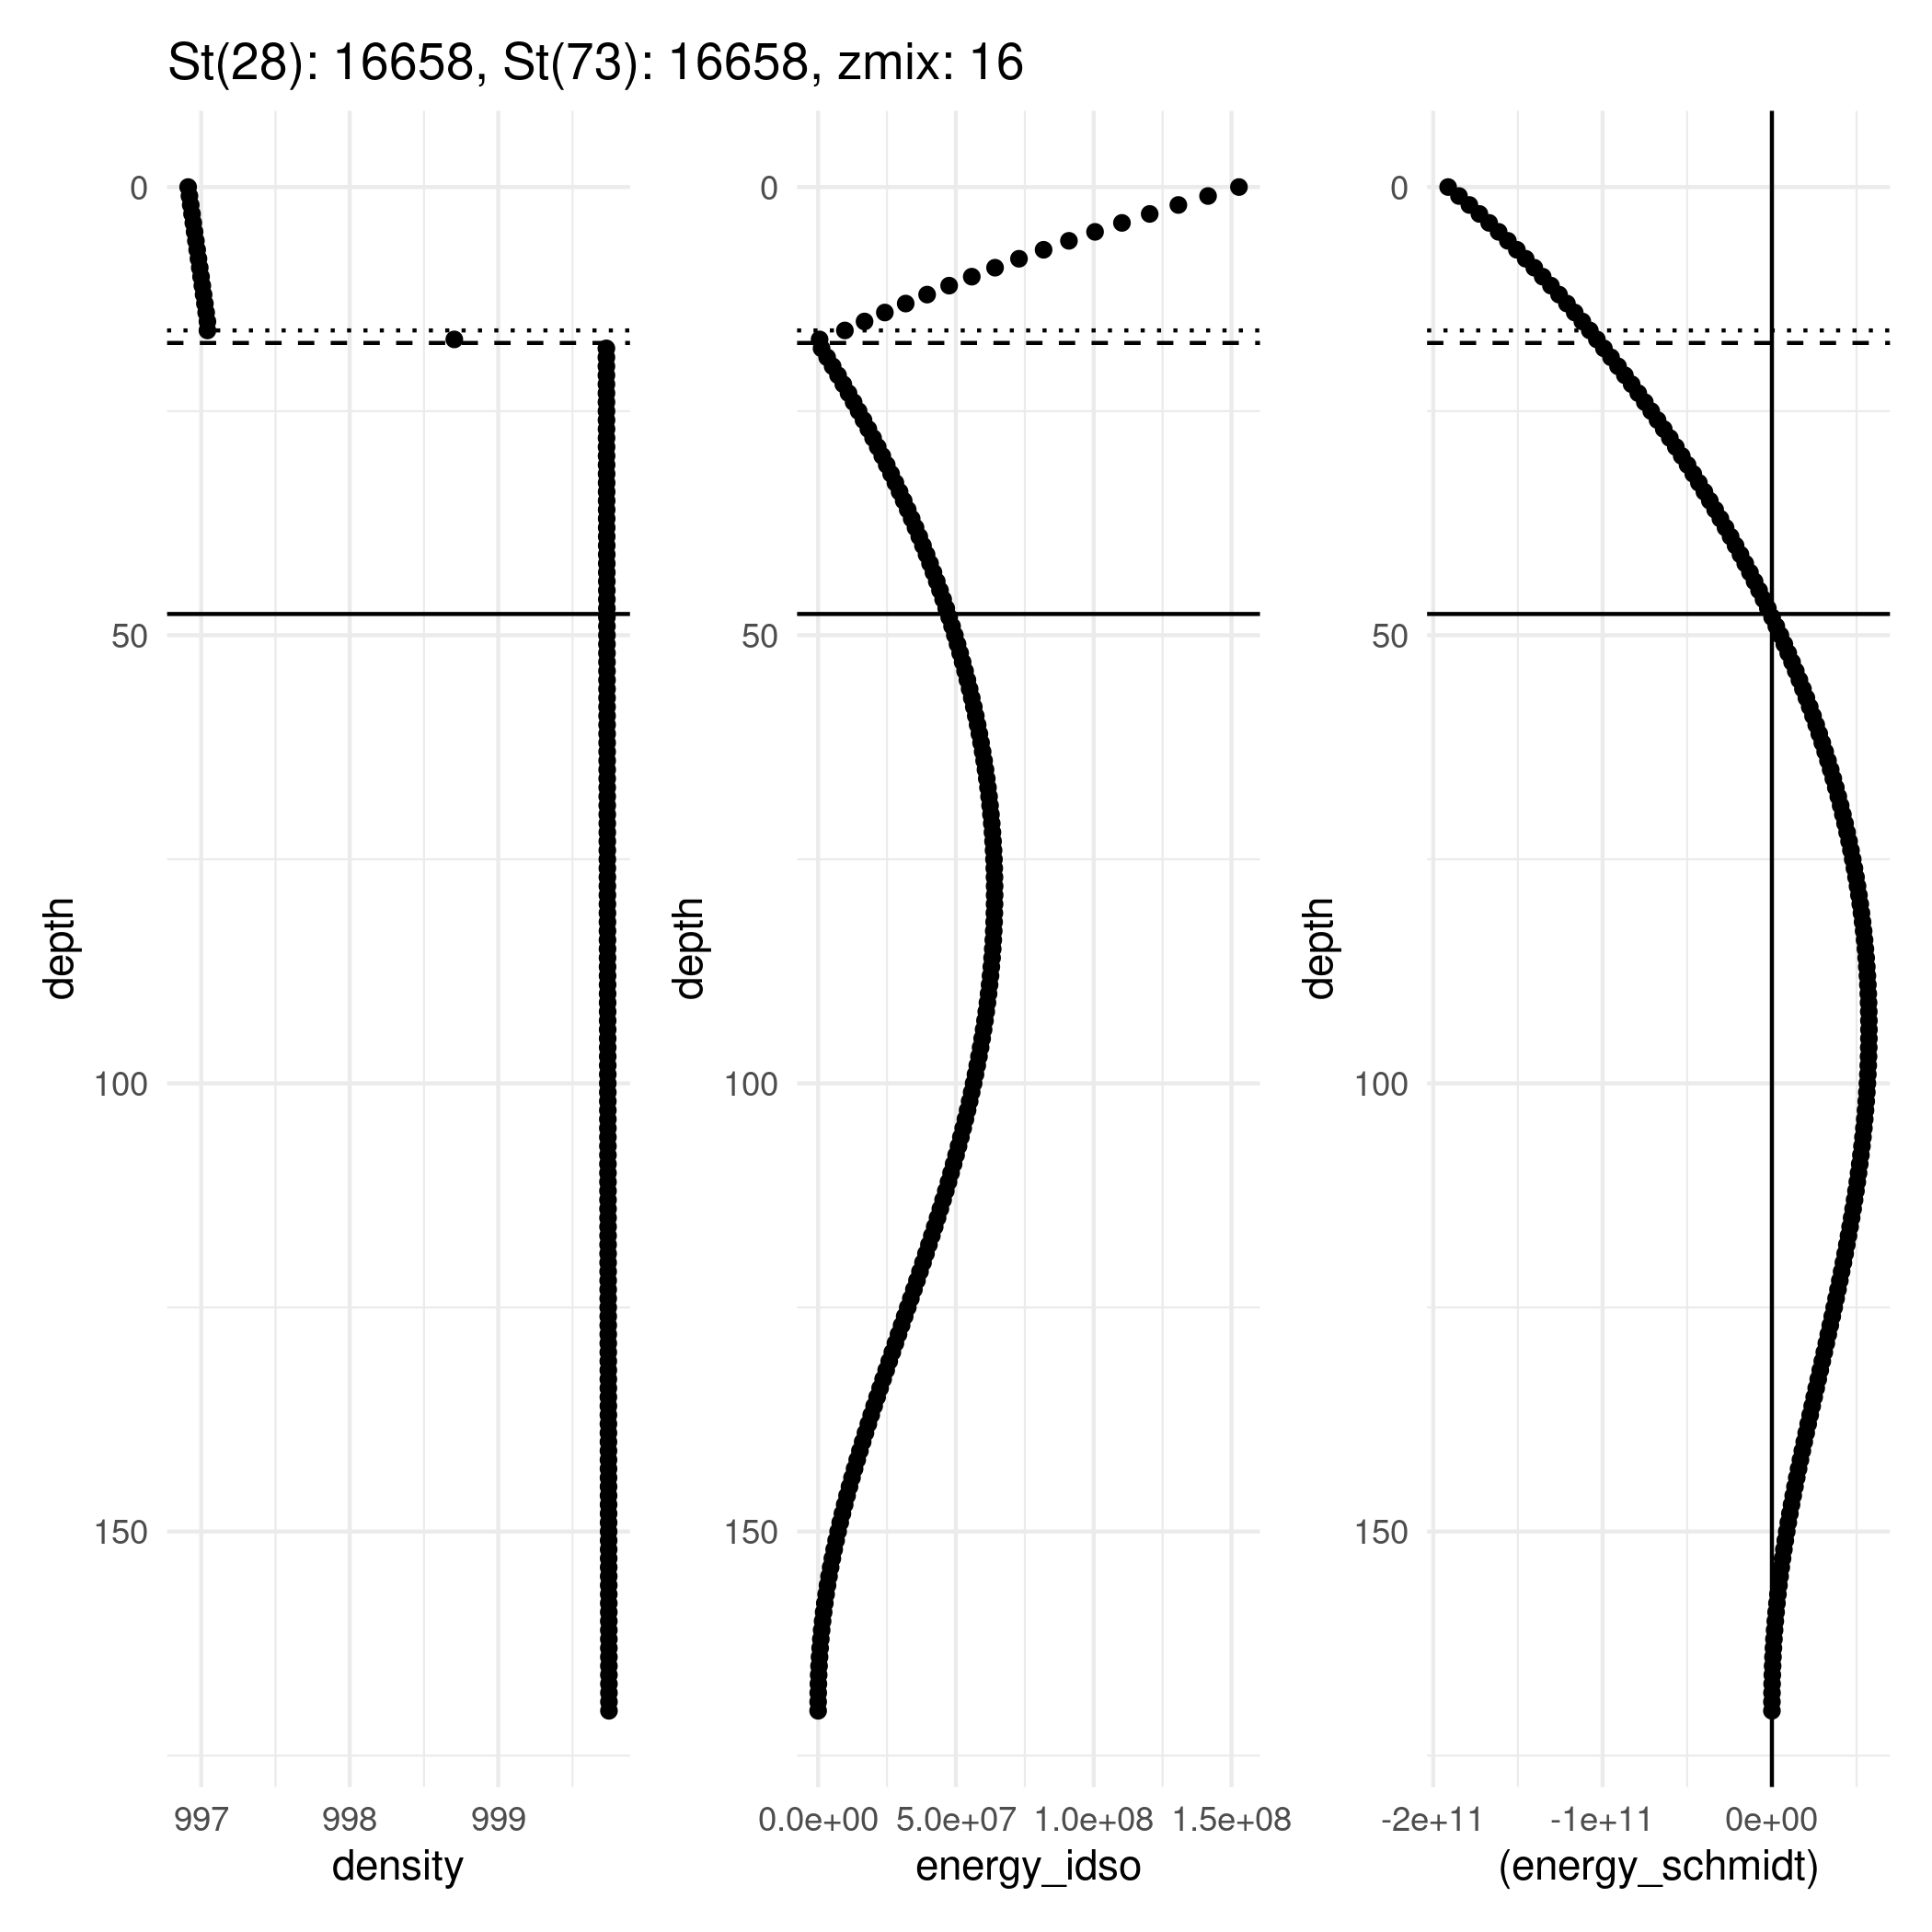 St(28): 16658, St(73): 16658, zmix: 16
0
50
100
150
depth
997 998 999
density
0
50
100
150
depth
0.0e+00 5.0e+07 1.0e+08 1.5e+08
energy_idso
0
50
100
150
depth
-2e+11 -1e+11 0e+00
(energy_schmidt)